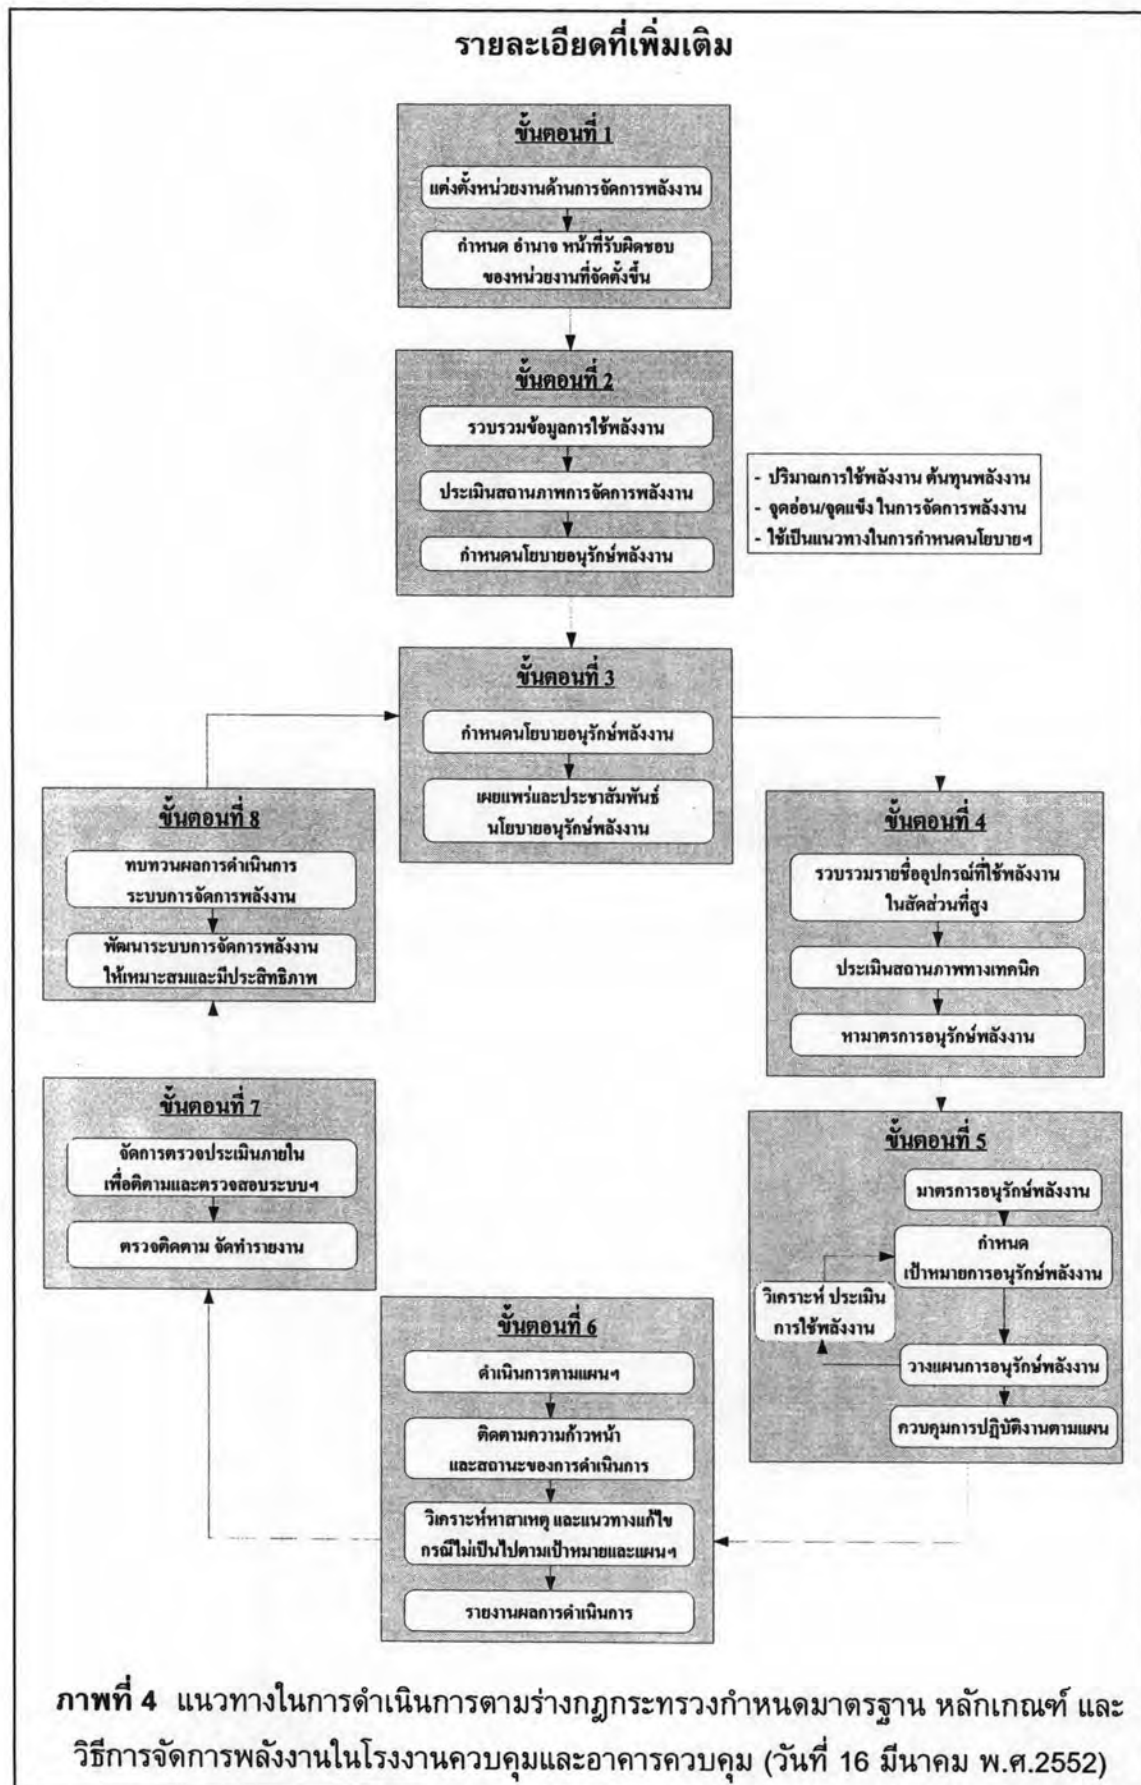 รายละเอียดที่เพิ่มเติม
ขั้นตอนที่ 1
แต่งตั้งหน่วยงานด้านการจัดการพลังงาน
กำหนด อำนาจ หน้าที่รับผิดชอบ
ของหน่วยงานที่จัดตั้งขึ้น
ขั้นตอนที่ 2
รวบรวมข้อมูลการใช้พลังงาน
ประเมินสถานภาพการจัดการพลังงาน
กำหนดนโยบายอนุรักษ์พลังงาน
- ปริมาณการใช้พลังงาน ต้นทุนพลังงาน
- จุดอ่อน/จุดแข็ง ในการจัดการพลังงาน
- ใช้เป็นแนวทางในการกำหนดนโยบายฯ
ขั้นตอนที่ 3
กำหนดนโยบายอนุรักษ์พลังงาน
เผยแพร่และประชาสัมพันธ์
นโยบายอนุรักษ์พลังงาน
ขั้นตอนที่ 4
รวบรวมรายชื่ออุปกรณ์ที่ใช้พลังงาน
ในสัดส่วนที่สูง
ประเมินสถานภาพทางเทคนิค
หามาตรการอนุรักษ์พลังงาน
ขั้นตอนที่ 5
มาตรการอนุรักษ์พลังงาน
กำหนด
เป้าหมายการอนุรักษ์พลังงาน
วิเคราะห์ ประเมิน
การใช้พลังงาน
วางแผนการอนุรักษ์พลังงาน
ควบคุมการปฏิบัติงานตามแผน
ขั้นตอนที่ 6
ดำเนินการตามแผนฯ
ติดตามความก้าวหน้า
และสถานะของการดำเนินการ
วิเคราะห์หาสาเหตุ และแนวทางแก้ไข
กรณีไม่เป็นไปตามเป้าหมายและแผนฯ
รายงานผลการดำเนินการ
ขั้นตอนที่ 7
จัดการตรวจประเมินภายใน
เพื่อติตามและตรวจสอบระบบฯ
ตรวจติดตาม จัดทำรายงาน
ขั้นตอนที่ 8
ทบทวนผลการดำเนินการ
ระบบการจัดการพลังงาน
พัฒนาระบบการจัดการพลังงาน
ให้เหมาะสมและมีประสิทธิภาพ
ภาพที่ 4 แนวทางในการดำเนินการตามร่างกฎกระทรวงกำหนดมาตรฐาน หลักเกณฑ์ และ
วิธีการจัดการพลังงานในโรงงานควบคุมและอาคารควบคุม (วันที่ 16 มีนาคม พ.ศ.2552)